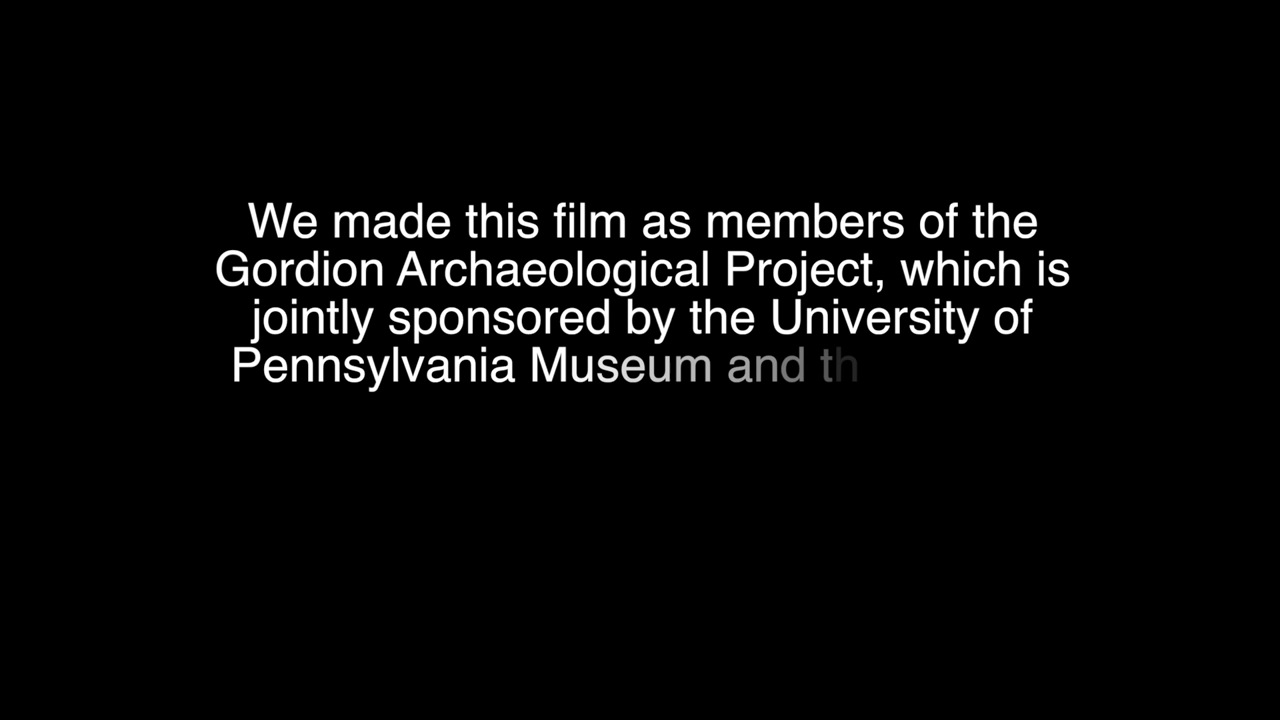 We made this film as members of the
Gordion Archaeological Project, which is
jointly sponsored by the University of
Pennsylvania Museum and th